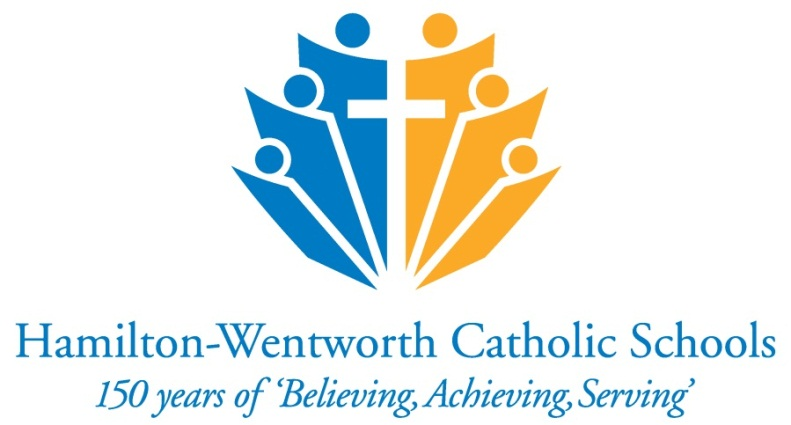 Hamilton-Wentworth Catholic Schools
150 years of ‘Believing, Achieving, Serving’